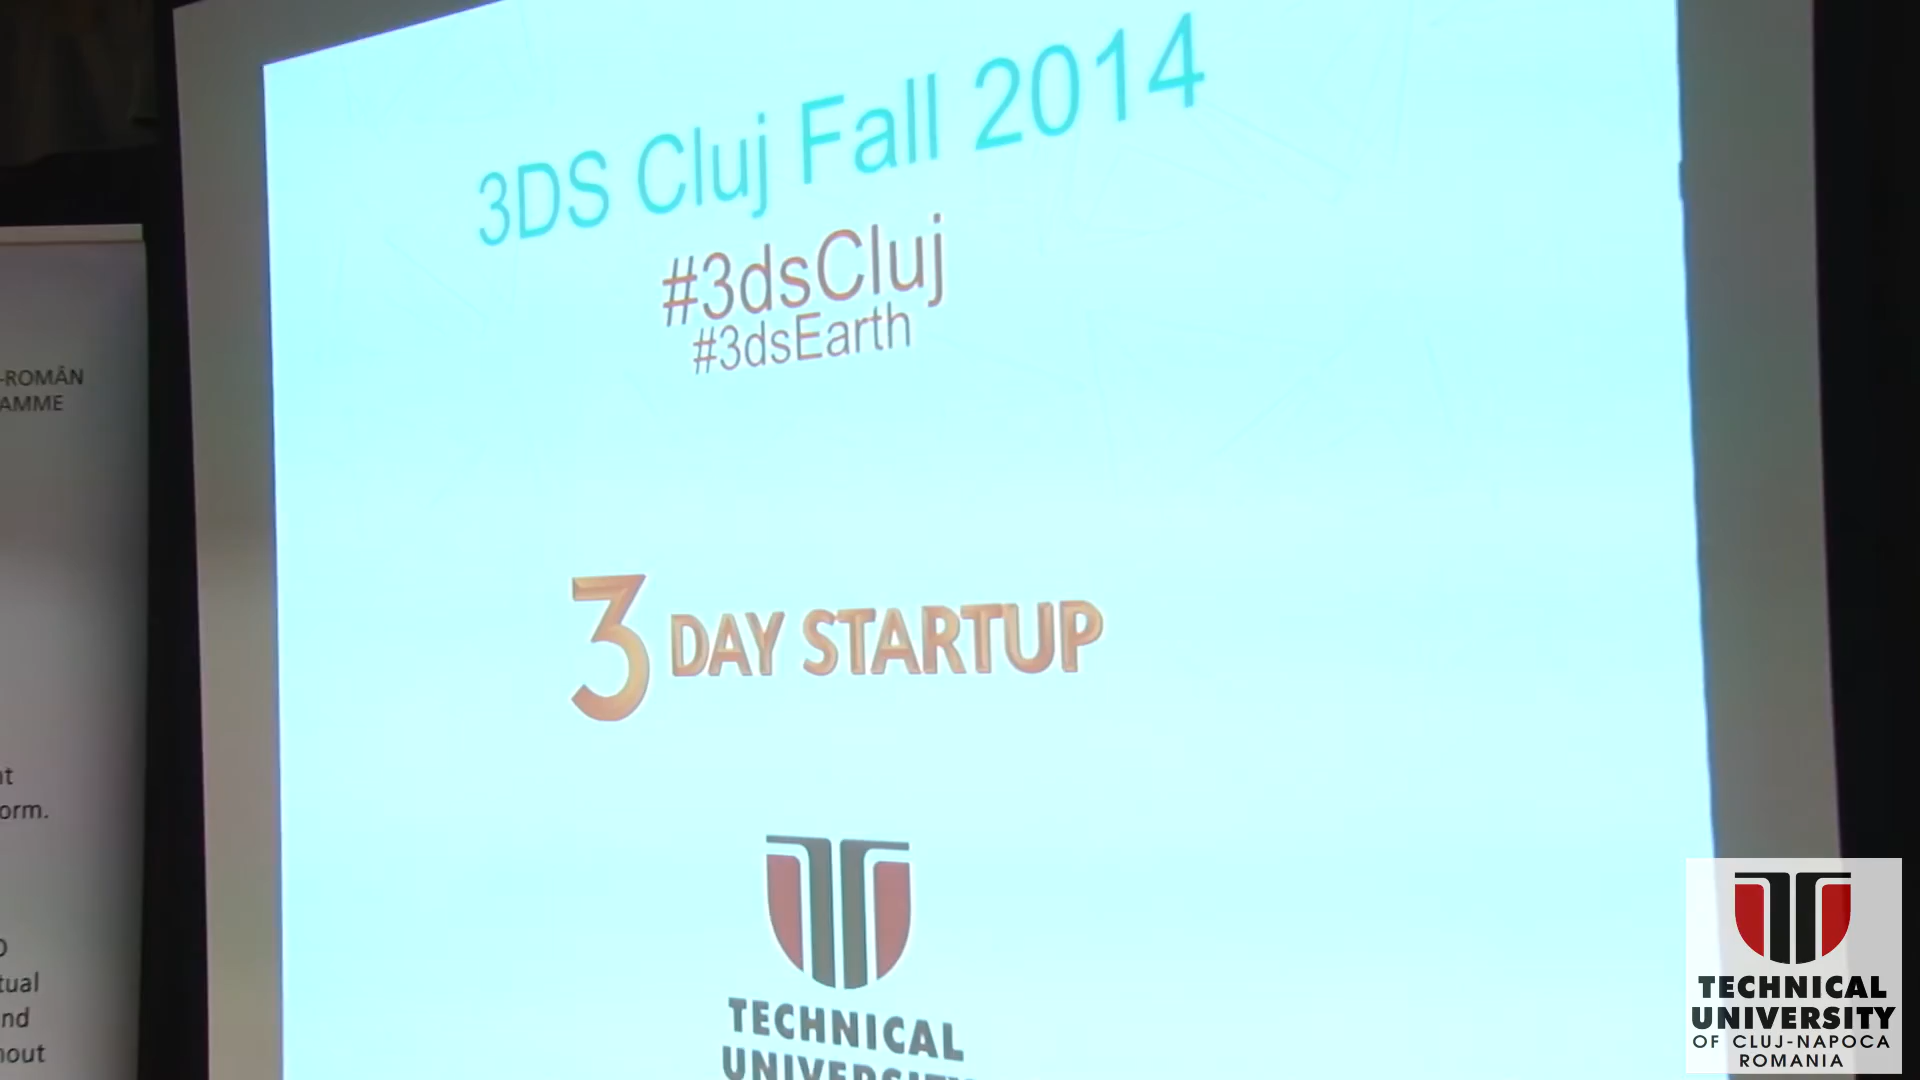 3DS Cluj Fall 2014
#3dsCluj
#3dsEarth
3 DAY STARTUP
TECHNICAL
-ROMÂN
AMME
orm.
tual
nd
hout
TECHNICAL
UNIVERSITY
OF CLUJ-NAPOCA
ROMANIA